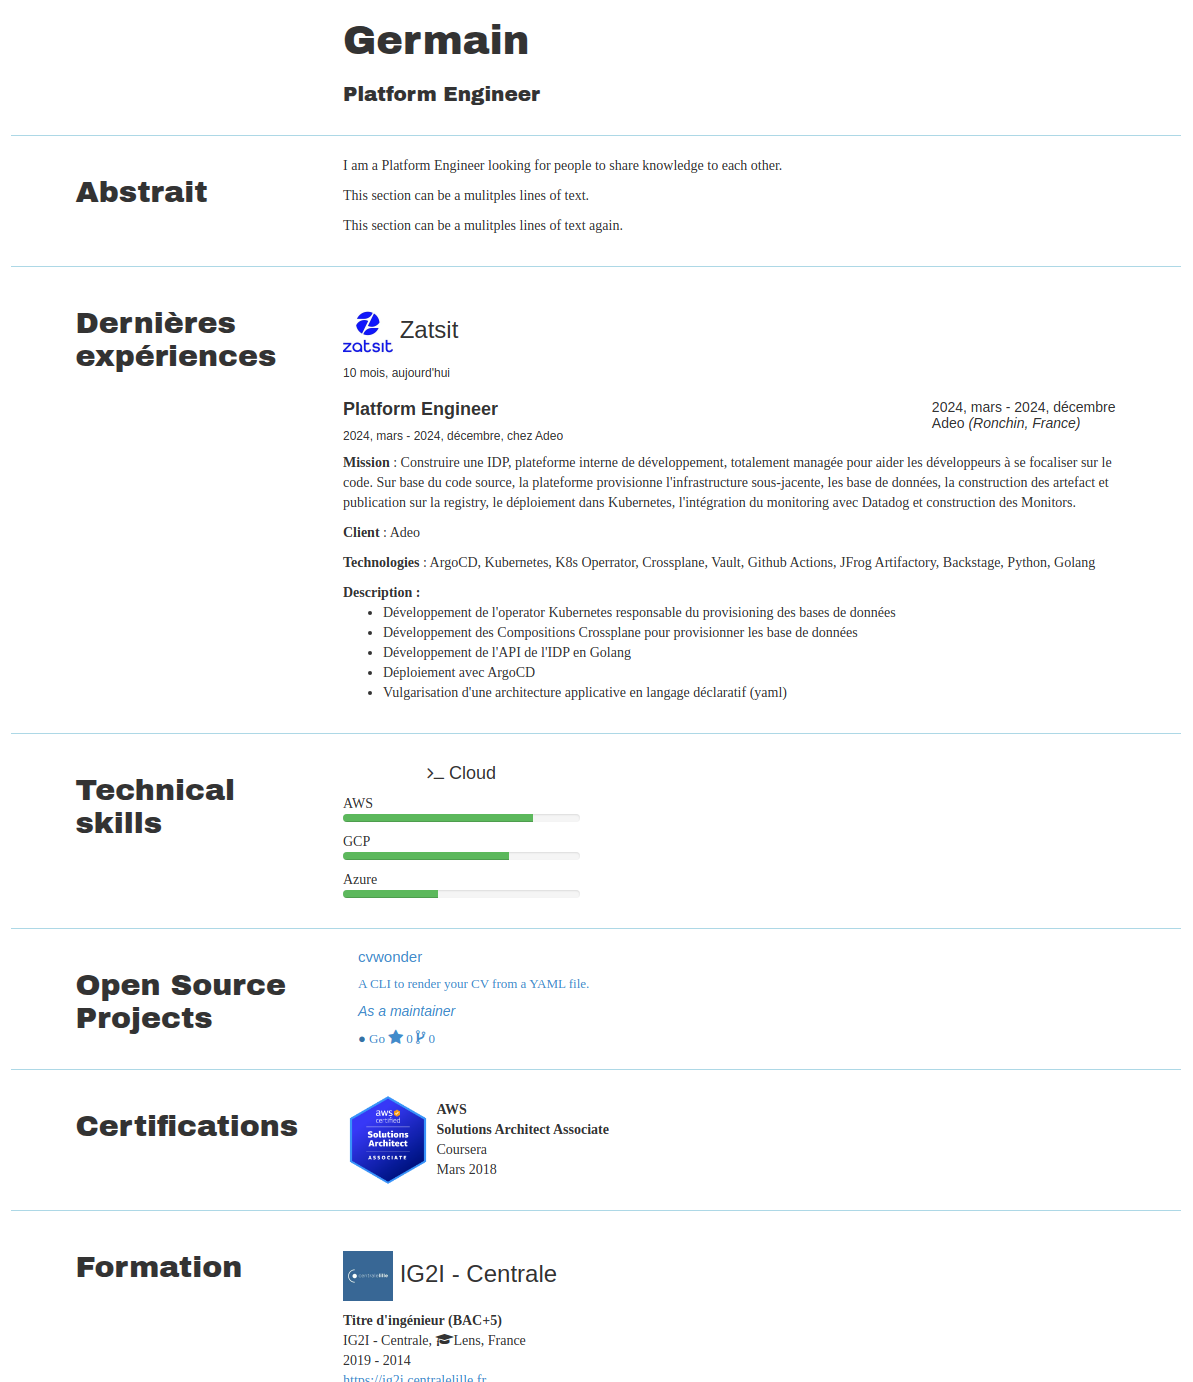 Germain
Platform Engineer
Abstrait
I am a Platform Engineer looking for people to share knowledge to each other.
This section can be a mulitples lines of text.
This section can be a mulitples lines of text again.
Dernières
expériences
zatsit
Zatsit
10 mois, aujourd'hui
Platform Engineer
2024, mars - 2024, décembre
Adeo (Ronchin, France)
2024, mars - 2024, décembre, chez Adeo
Mission : Construire une IDP, plateforme interne de développement, totalement managée pour aider les développeurs à se focaliser sur le
code. Sur base du code source, la plateforme provisionne l'infrastructure sous-jacente, les base de données, la construction des artefact et
publication sur la registry, le déploiement dans Kubernetes, l'intégration du monitoring avec Datadog et construction des Monitors.
Client : Adeo
Technologies : ArgoCD, Kubernetes, K8s Operrator, Crossplane, Vault, Github Actions, JFrog Artifactory, Backstage, Python, Golang
Description :
• Développement de l'operator Kubernetes responsable du provisioning des bases de données
• Développement des Compositions Crossplane pour provisionner les base de données
• Développement de l'API de l'IDP en Golang
• Déploiement avec ArgoCD
• Vulgarisation d'une architecture applicative en langage déclaratif (yaml)
Technical
skills
Cloud
AWS
GCP
Azure
Open Source
Projects
cvwonder
A CLI to render your CV from a YAML file.
As a maintainer
● Go 0 0
Certifications
aws
certified
Solutions
Architect
ASSOCIATE
AWS
Solutions Architect Associate
Coursera
Mars 2018
Formation
centralelille
IG2I - Centrale
Titre d'ingénieur (BAC+5)
IG2I - Centrale, Lens, France
2019 - 2014
https://ig2i.centralelille.fr